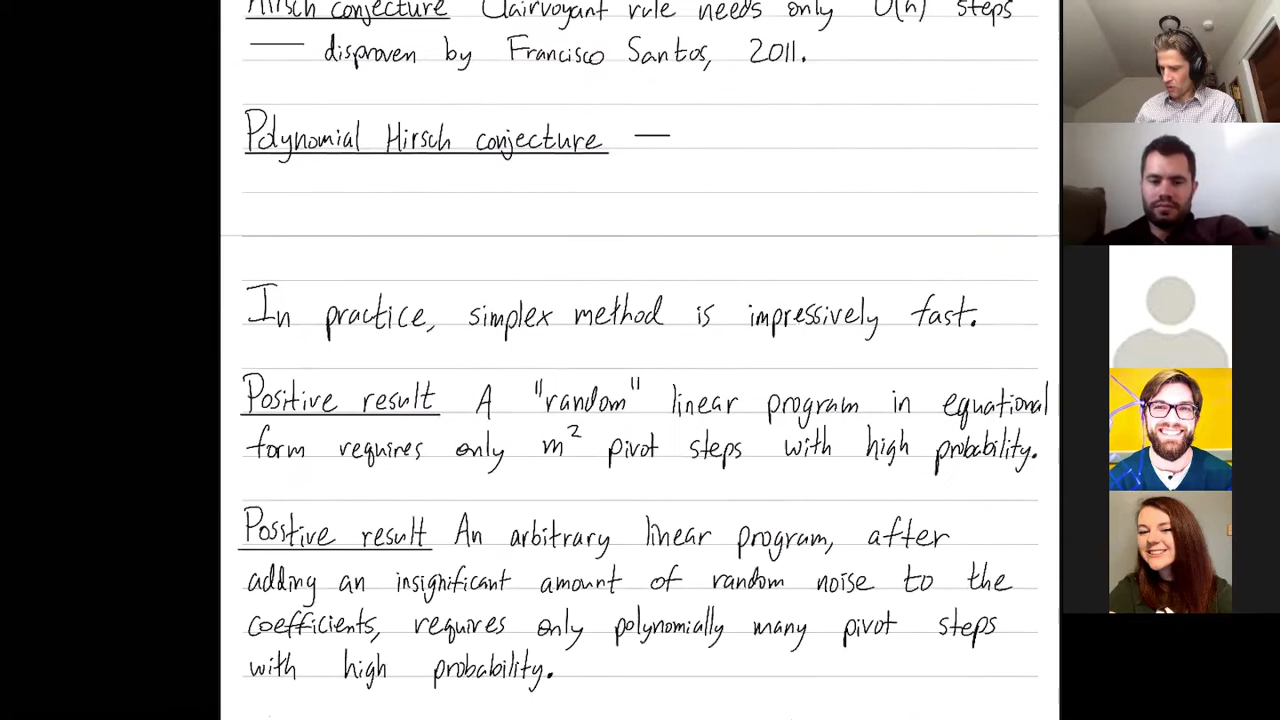 Hirsch conjecture Clairvoyant rule needs only O(n) steps
— disproven by Francisco Santos, 2011.
Polynomial Hirsch conjecture —
In practice, simplex method is impressively fast.
Positive result A "random" linear program in equational
form requires only m² pivot steps with high probability.
Positive result An arbitrary linear program, after
adding an insignificant amount of random noise to the
coefficients, requires only polynomially many pivot steps
with high probability.